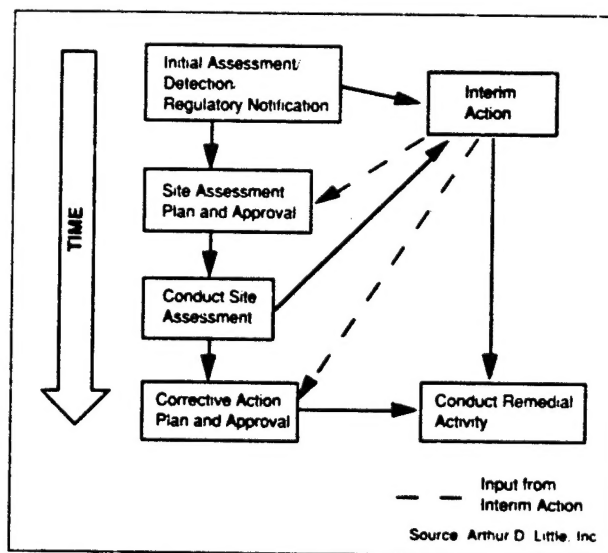 Initial Assessment/
Detection
Regulatory Notification
Interim
Action
Site Assessment
Plan and Approval
TIME
Conduct Site
Assessment
Corrective Action
Plan and Approval
Conduct Remedial
Activity
Input from
Interim Action
Source Arthur D. Little, Inc